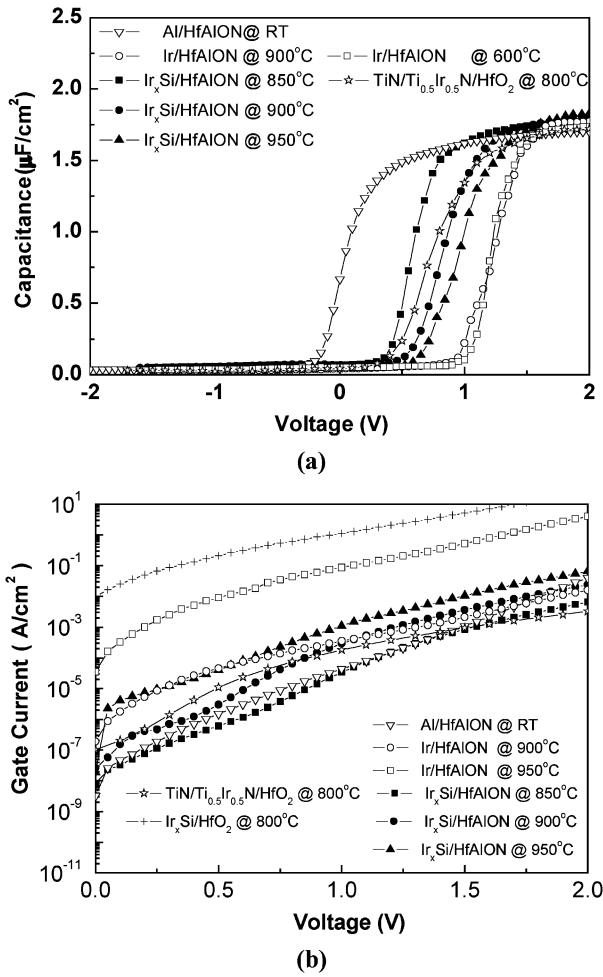 2.5
2.0
1.5
1.0
0.5
0.0
Capacitance(μF/cm²)
Al/HfAlON@ RT
Ir/HfAlON @ 900°C
Ir/HfAlON @ 600°C
IrₓSi/HfAlON @ 850°C
TiN/Ti₀.₅Ir₀.₅N/HfO₂ @ 800°C
IrₓSi/HfAlON @ 900°C
IrₓSi/HfAlON @ 950°C
-2 -1 0 1 2
Voltage (V)
(a)
10¹
10⁻¹
10⁻³
10⁻⁵
10⁻⁷
10⁻⁹
10⁻¹¹
Gate Current ( A/cm² )
Al/HfAlON @ RT
Ir/HfAlON @ 900°C
Ir/HfAlON @ 950°C
TiN/Ti₀.₅Ir₀.₅N/HfO₂ @ 800°C
IrₓSi/HfAlON @ 850°C
IrₓSi/HfO₂ @ 800°C
IrₓSi/HfAlON @ 900°C
IrₓSi/HfAlON @ 950°C
0.0 0.5 1.0 1.5 2.0
Voltage (V)
(b)